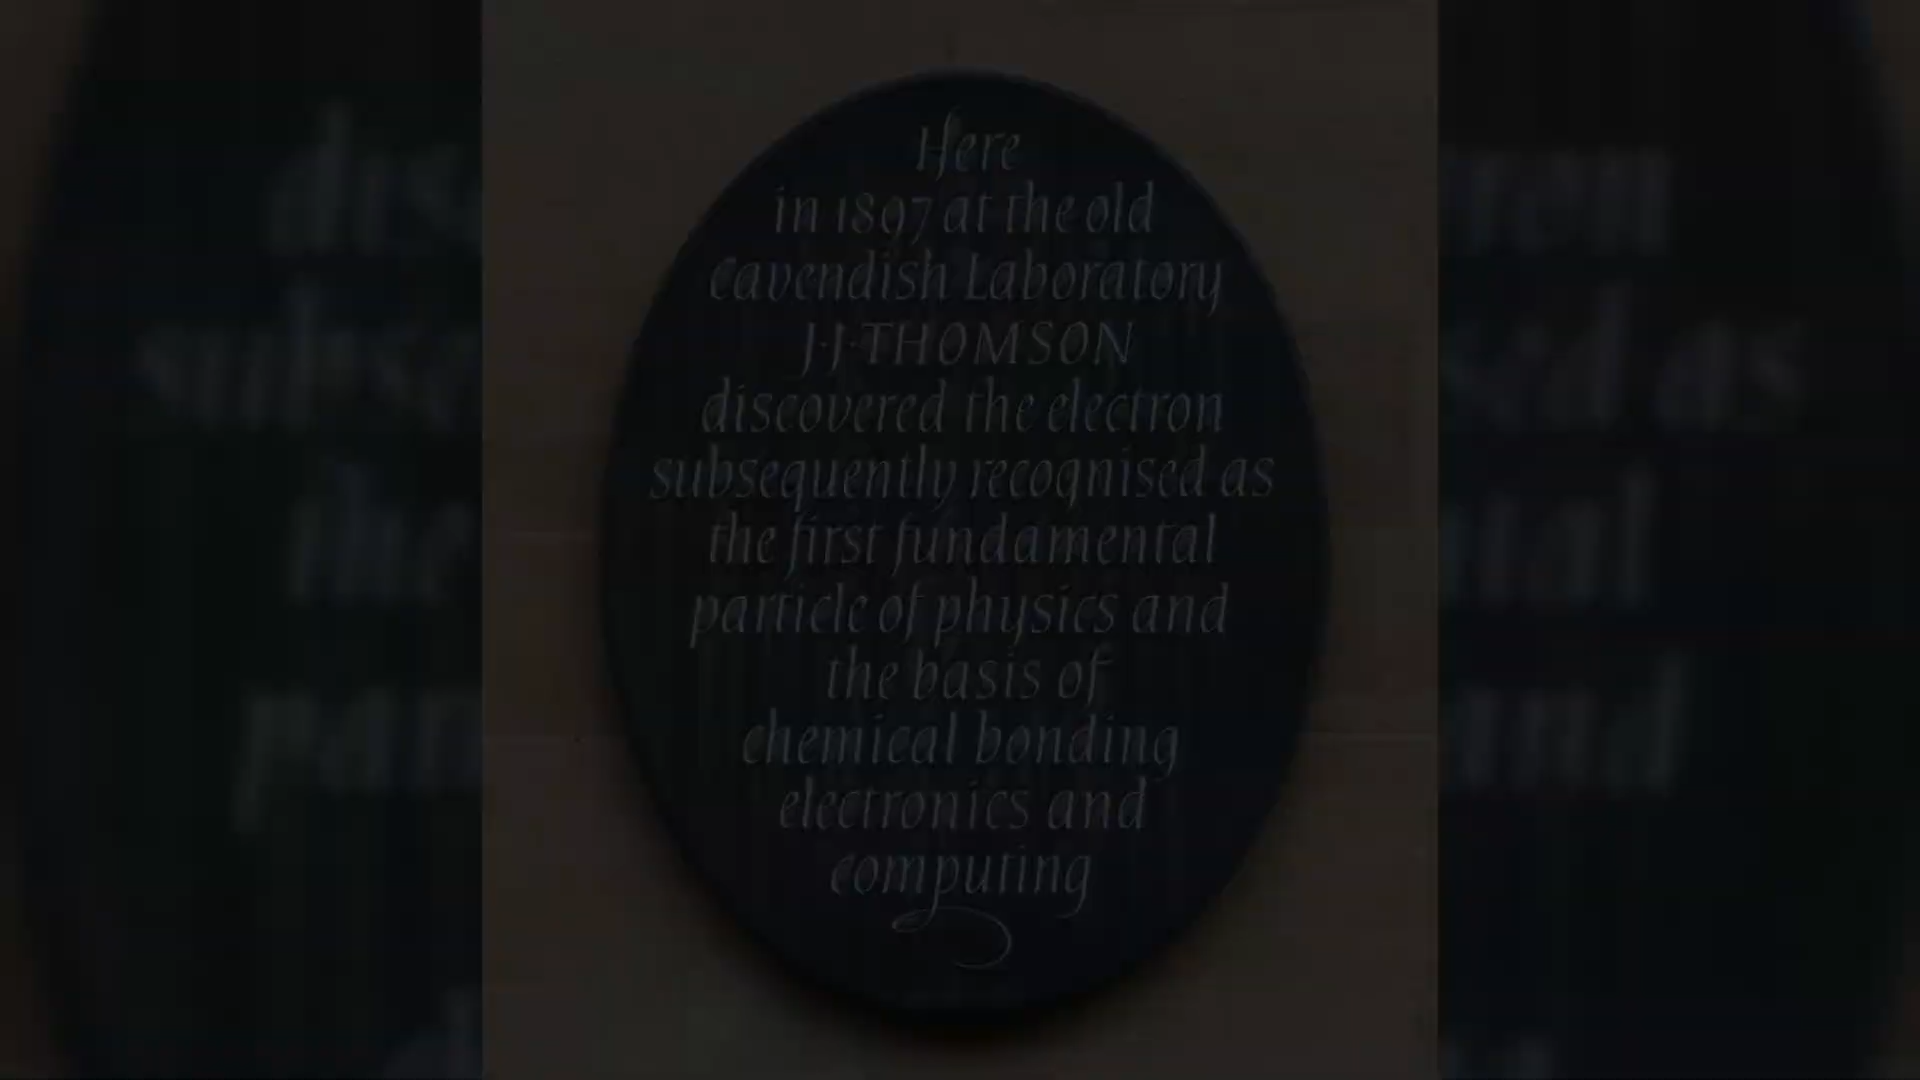 Here
in 1897 at the old
Cavendish Laboratory
J·J·THOMSON
discovered the electron
subsequently recognised as
the first fundamental
particle of physics and
the basis of
chemical bonding
electronics and
computing